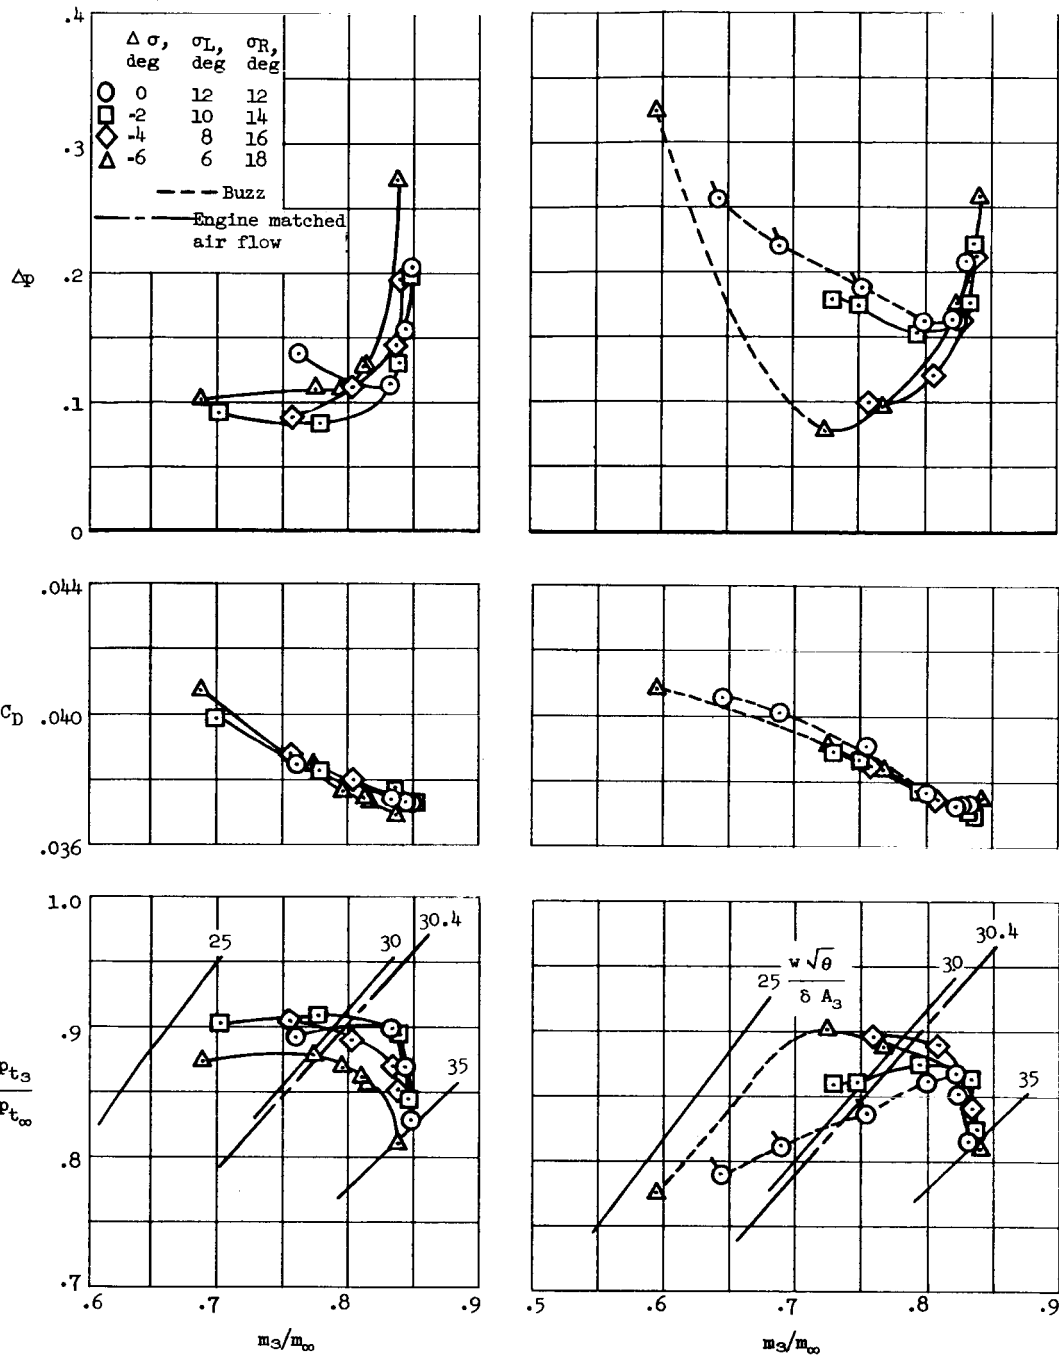 .4
Δ σ, σL, σR,
deg deg deg
0 12 12
-2 10 14
-4 8 16
-6 6 18
Buzz
Engine matched
air flow
.3
Δp
.2
.1
0
.044
CD
.040
.036
1.0
25
30
30.4
35
.9
pt3
pt∞
.8
.7
.6 .7 .8 .9
m3/m∞
25
w √θ
δ A3
30
30.4
35
.5 .6 .7 .8 .9
m3/m∞